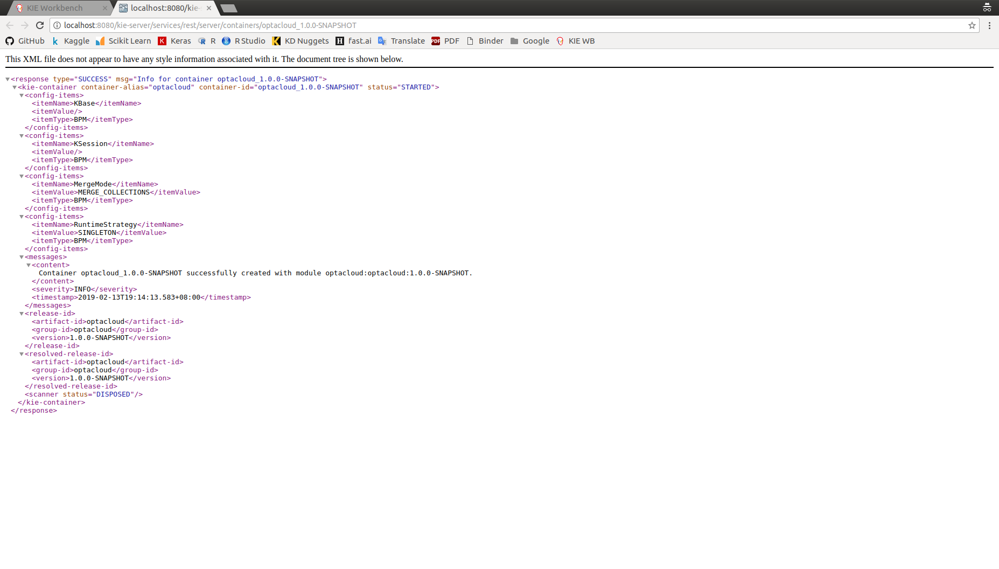 KIE Workbench
localhost:8080/kie-
localhost:8080/kie-server/services/rest/server/containers/optacloud_1.0.0-SNAPSHOT
GitHub Kaggle Scikit Learn Keras R R Studio KD Nuggets fast.ai Translate PDF Binder Google KIE WB
This XML file does not appear to have any style information associated with it. The document tree is shown below.
<response type="SUCCESS" msg="Info for container optacloud_1.0.0-SNAPSHOT">
<kie-container container-alias="optacloud" container-id="optacloud_1.0.0-SNAPSHOT" status="STARTED">
<config-items>
<itemName>KBase</itemName>
<itemValue/>
<itemType>BPM</itemType>
</config-items>
<config-items>
<itemName>KSession</itemName>
<itemValue/>
<itemType>BPM</itemType>
</config-items>
<config-items>
<itemName>MergeMode</itemName>
<itemValue>MERGE_COLLECTIONS</itemValue>
<itemType>BPM</itemType>
</config-items>
<config-items>
<itemName>RuntimeStrategy</itemName>
<itemValue>SINGLETON</itemValue>
<itemType>BPM</itemType>
</config-items>
<messages>
<content>
Container optacloud_1.0.0-SNAPSHOT successfully created with module optacloud:optacloud:1.0.0-SNAPSHOT.
</content>
<severity>INFO</severity>
<timestamp>2019-02-13T19:14:13.583+08:00</timestamp>
</messages>
<release-id>
<artifact-id>optacloud</artifact-id>
<group-id>optacloud</group-id>
<version>1.0.0-SNAPSHOT</version>
</release-id>
<resolved-release-id>
<artifact-id>optacloud</artifact-id>
<group-id>optacloud</group-id>
<version>1.0.0-SNAPSHOT</version>
</resolved-release-id>
<scanner status="DISPOSED"/>
</kie-container>
</response>